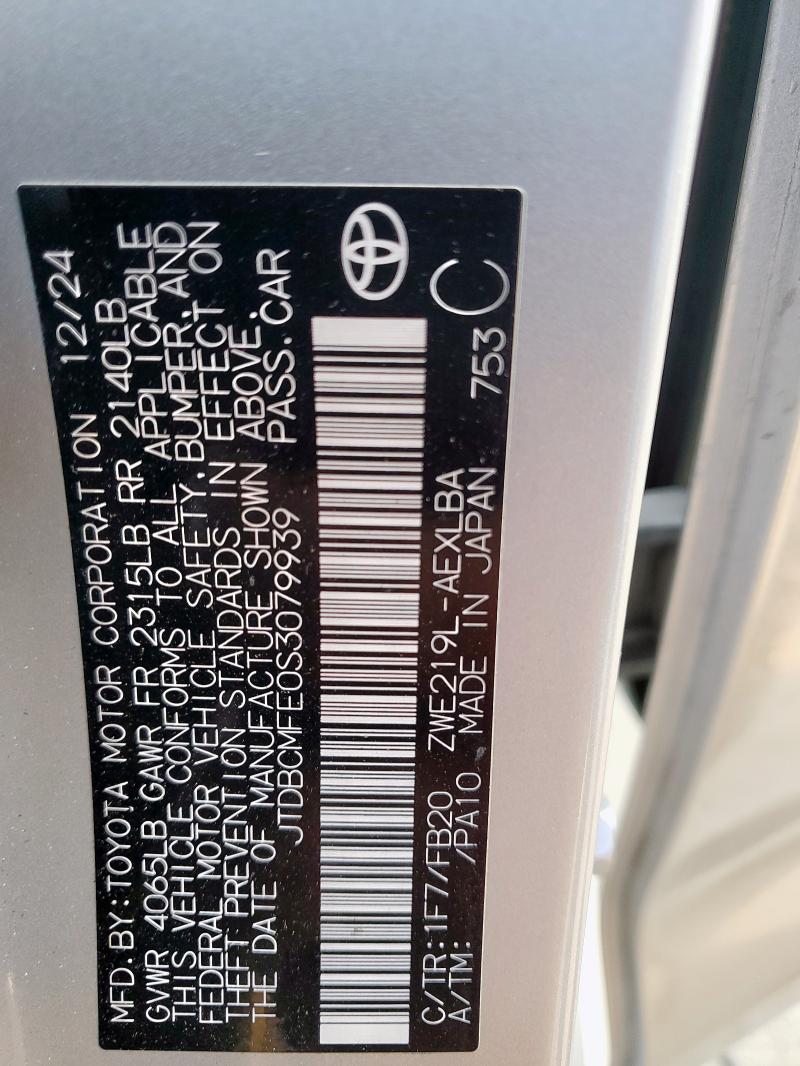 MFD.BY:TOYOTA MOTOR CORPORATION 12/24
GVWR 4065LB GAWR FR 2315LB RR 2140LB
THIS VEHICLE CONFORMS TO ALL APPLICABLE
FEDERAL MOTOR VEHICLE SAFETY,BUMPER,AND
THEFT PREVENTION STANDARDS IN EFFECT ON
THE DATE OF MANUFACTURE SHOWN ABOVE.
JTDBCMFE0S3079939 PASS.CAR
C/TR:1F7/FB20 ZWE219L-AEXLBA
A/TM: /PA10 MADE IN JAPAN 753 C